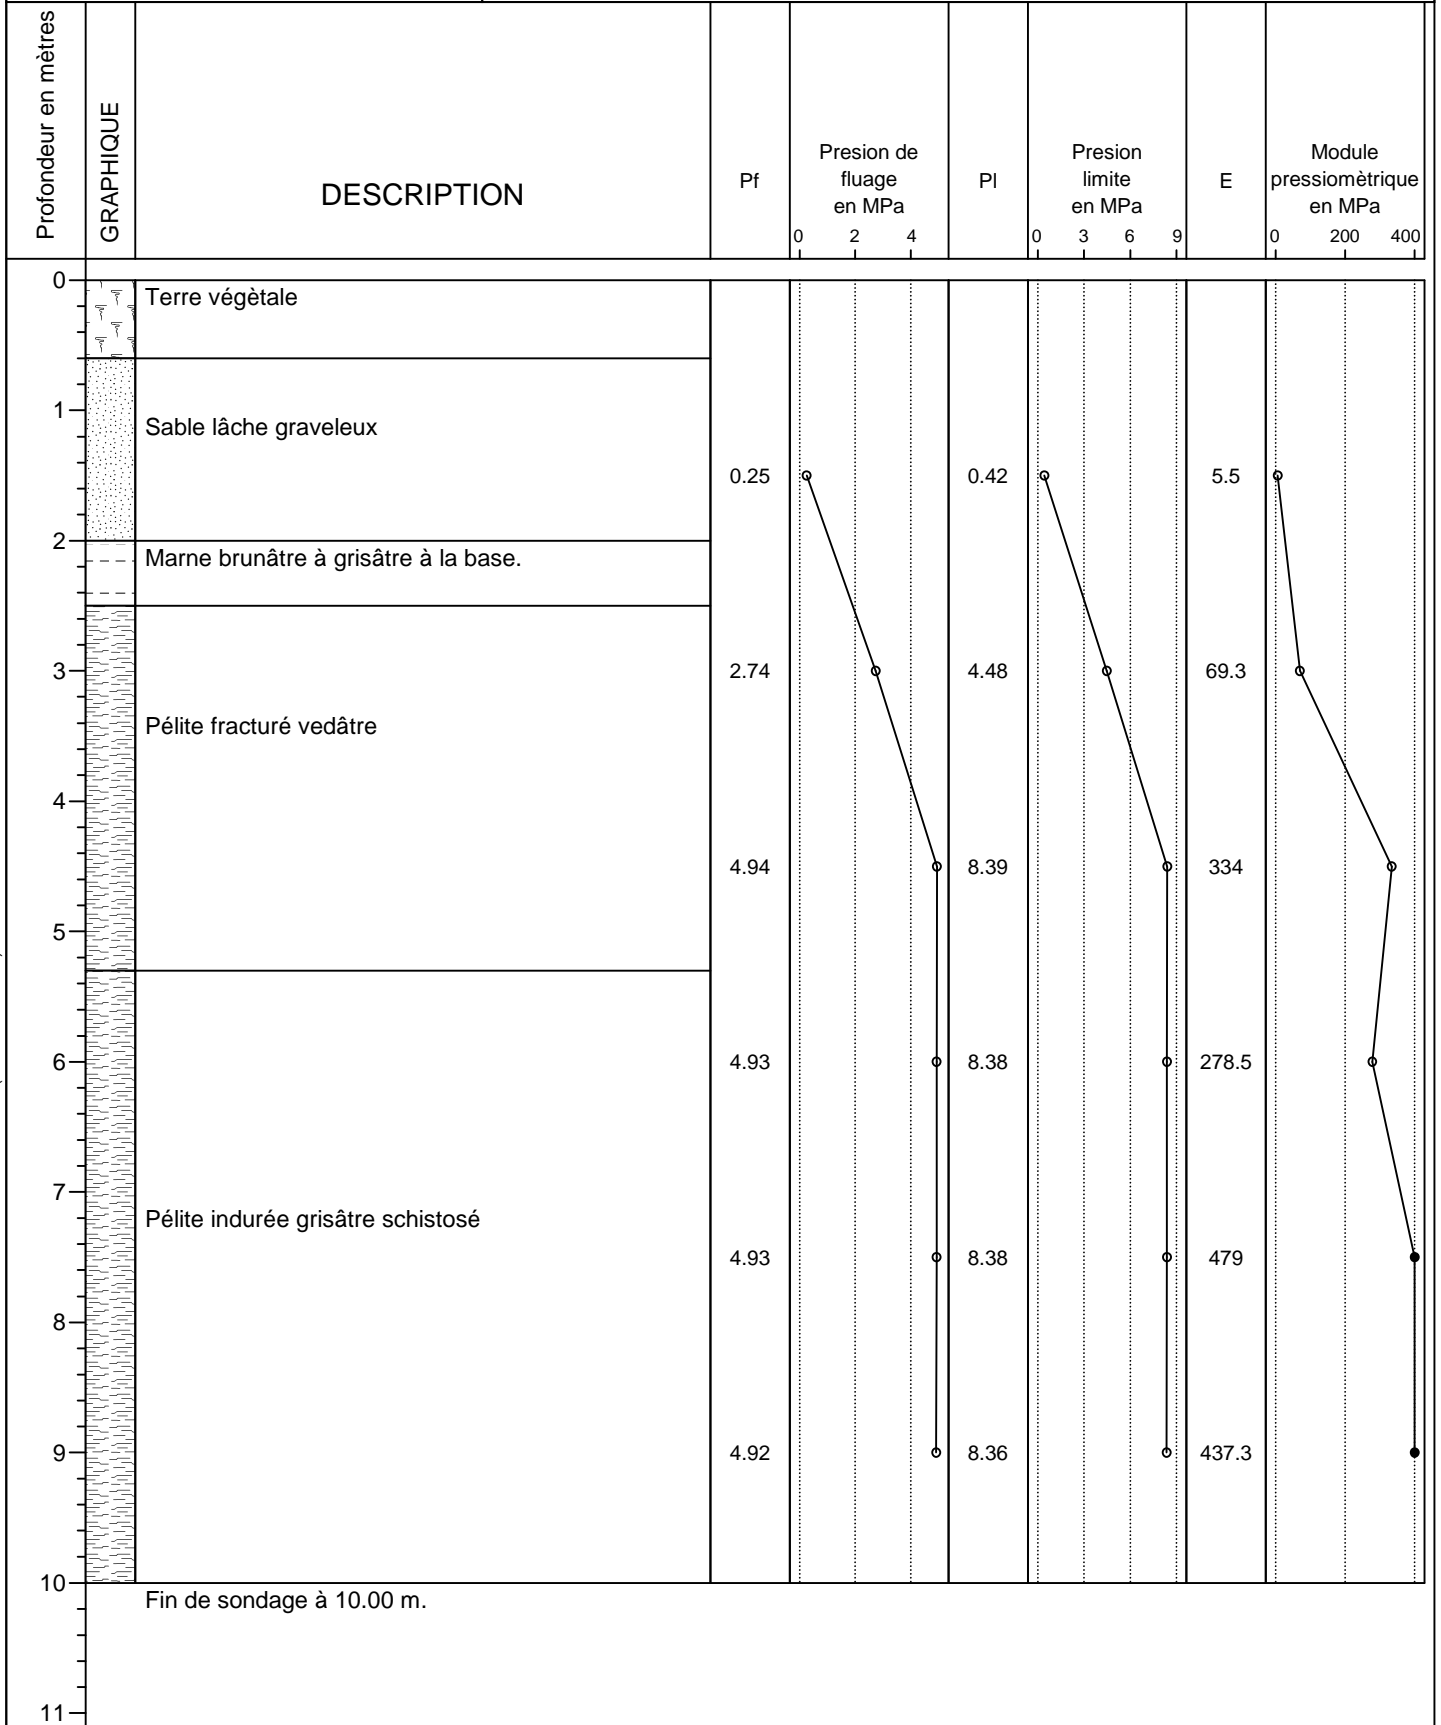 Profondeur en mètres
GRAPHIQUE
DESCRIPTION
Pf
Presion de
fluage
en MPa
0 2 4
Pl
Presion
limite
en MPa
0 3 6 9
E
Module
pressiomètrique
en MPa
0 200 400
0
Terre végètale
1
Sable lâche graveleux
0.25 0.42 5.5
2
Marne brunâtre à grisâtre à la base.
3 2.74 4.48 69.3
Pélite fracturé vedâtre
4
4.94 8.39 334
5
6 4.93 8.38 278.5
7
Pélite indurée grisâtre schistosé
4.93 8.38 479
8
9 4.92 8.36 437.3
10
Fin de sondage à 10.00 m.
11